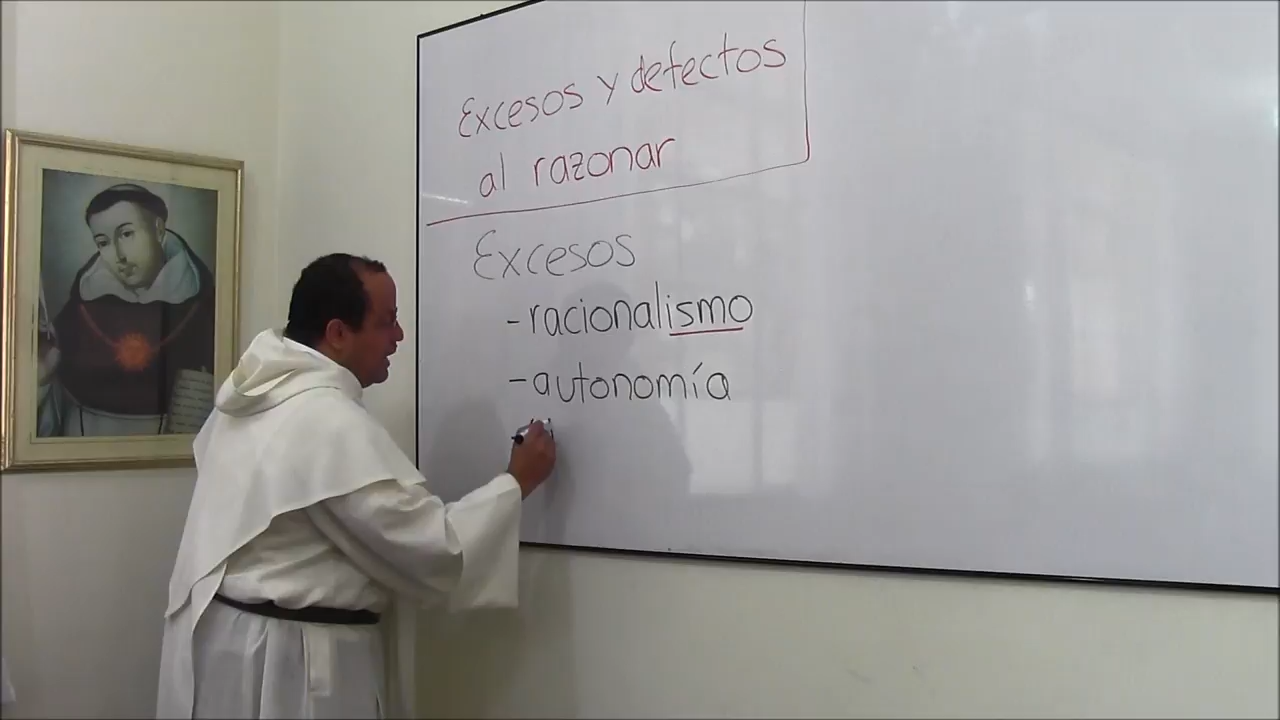 Excesos y defectos
al razonar
Excesos
- racionalismo
- autonomía